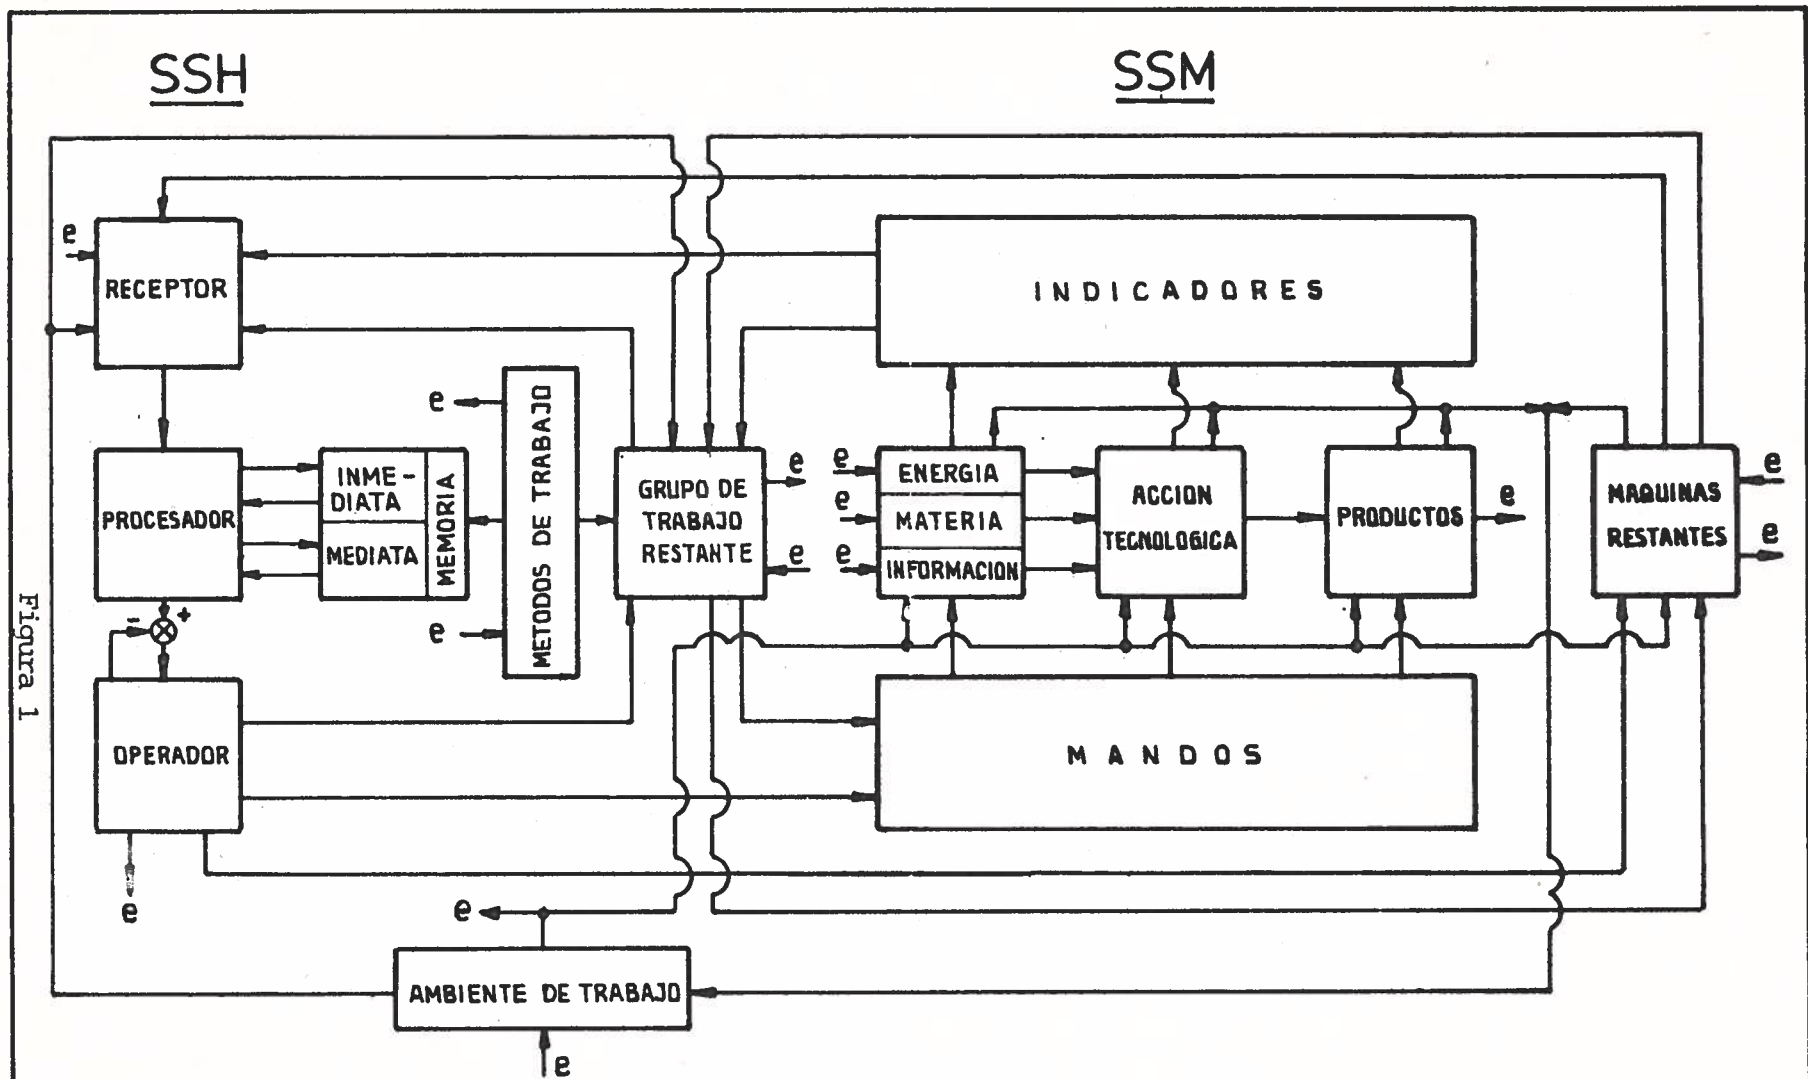 SSH
SSM
e
RECEPTOR
INDICADORES
e
METODOS DE TRABAJO
e
PROCESADOR
INME-
DIATA
MEDIATA
MEMORIA
GRUPO DE
TRABAJO
RESTANTE
e
e
e
e
e
ENERGIA
MATERIA
INFORMACION
ACCION
TECNOLOGICA
PRODUCTOS
e
MAQUINAS
RESTANTES
e
e
- +
OPERADOR
MANDOS
e
e
AMBIENTE DE TRABAJO
e
Figura 1